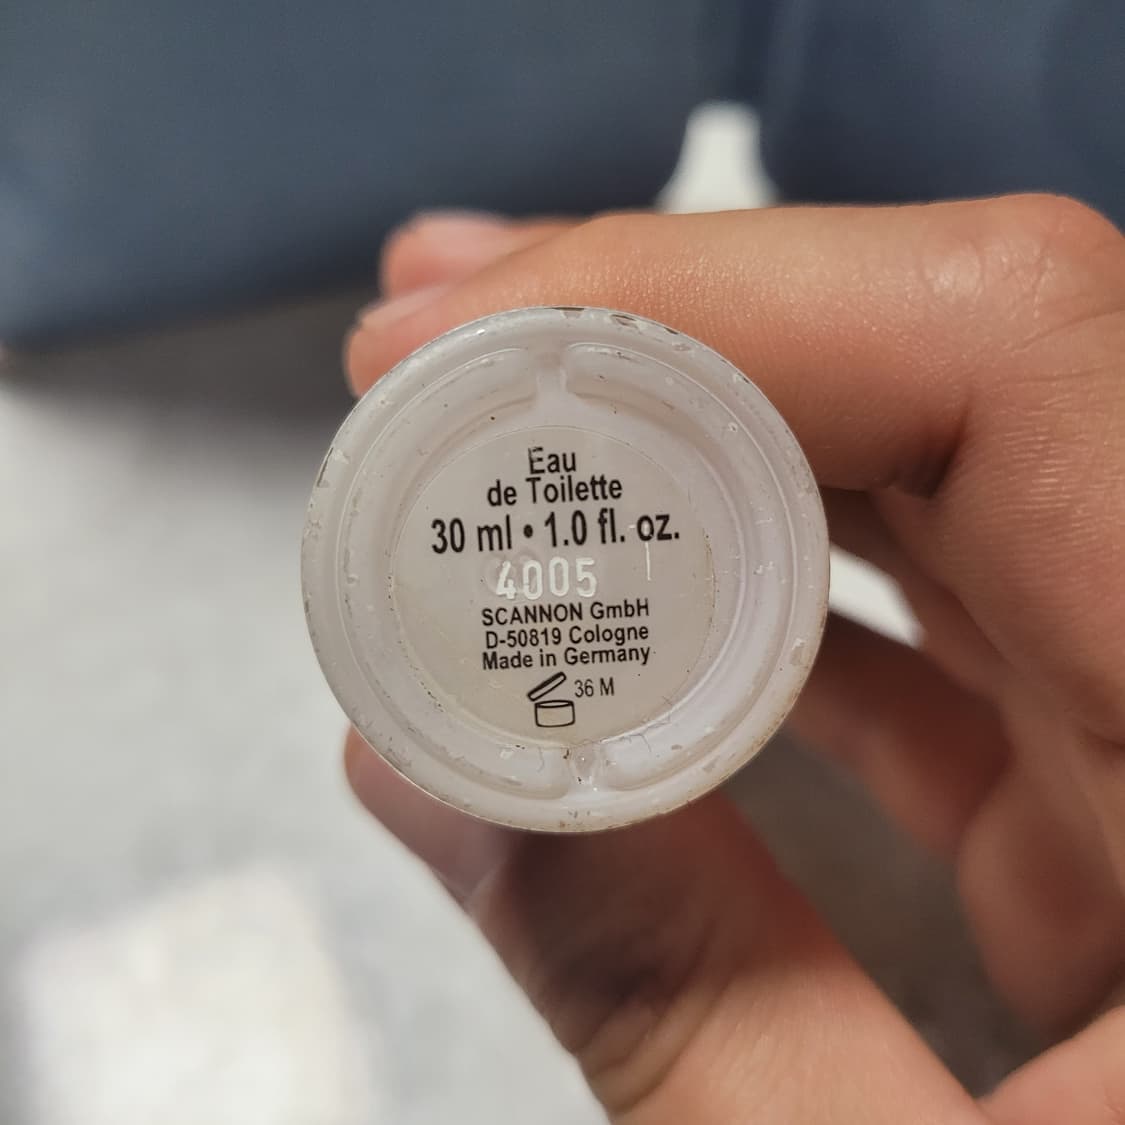 Eau
de Toilette
30 ml • 1.0 fl. oz.
4005
SCANNON GmbH
D-50819 Cologne
Made in Germany
36 M